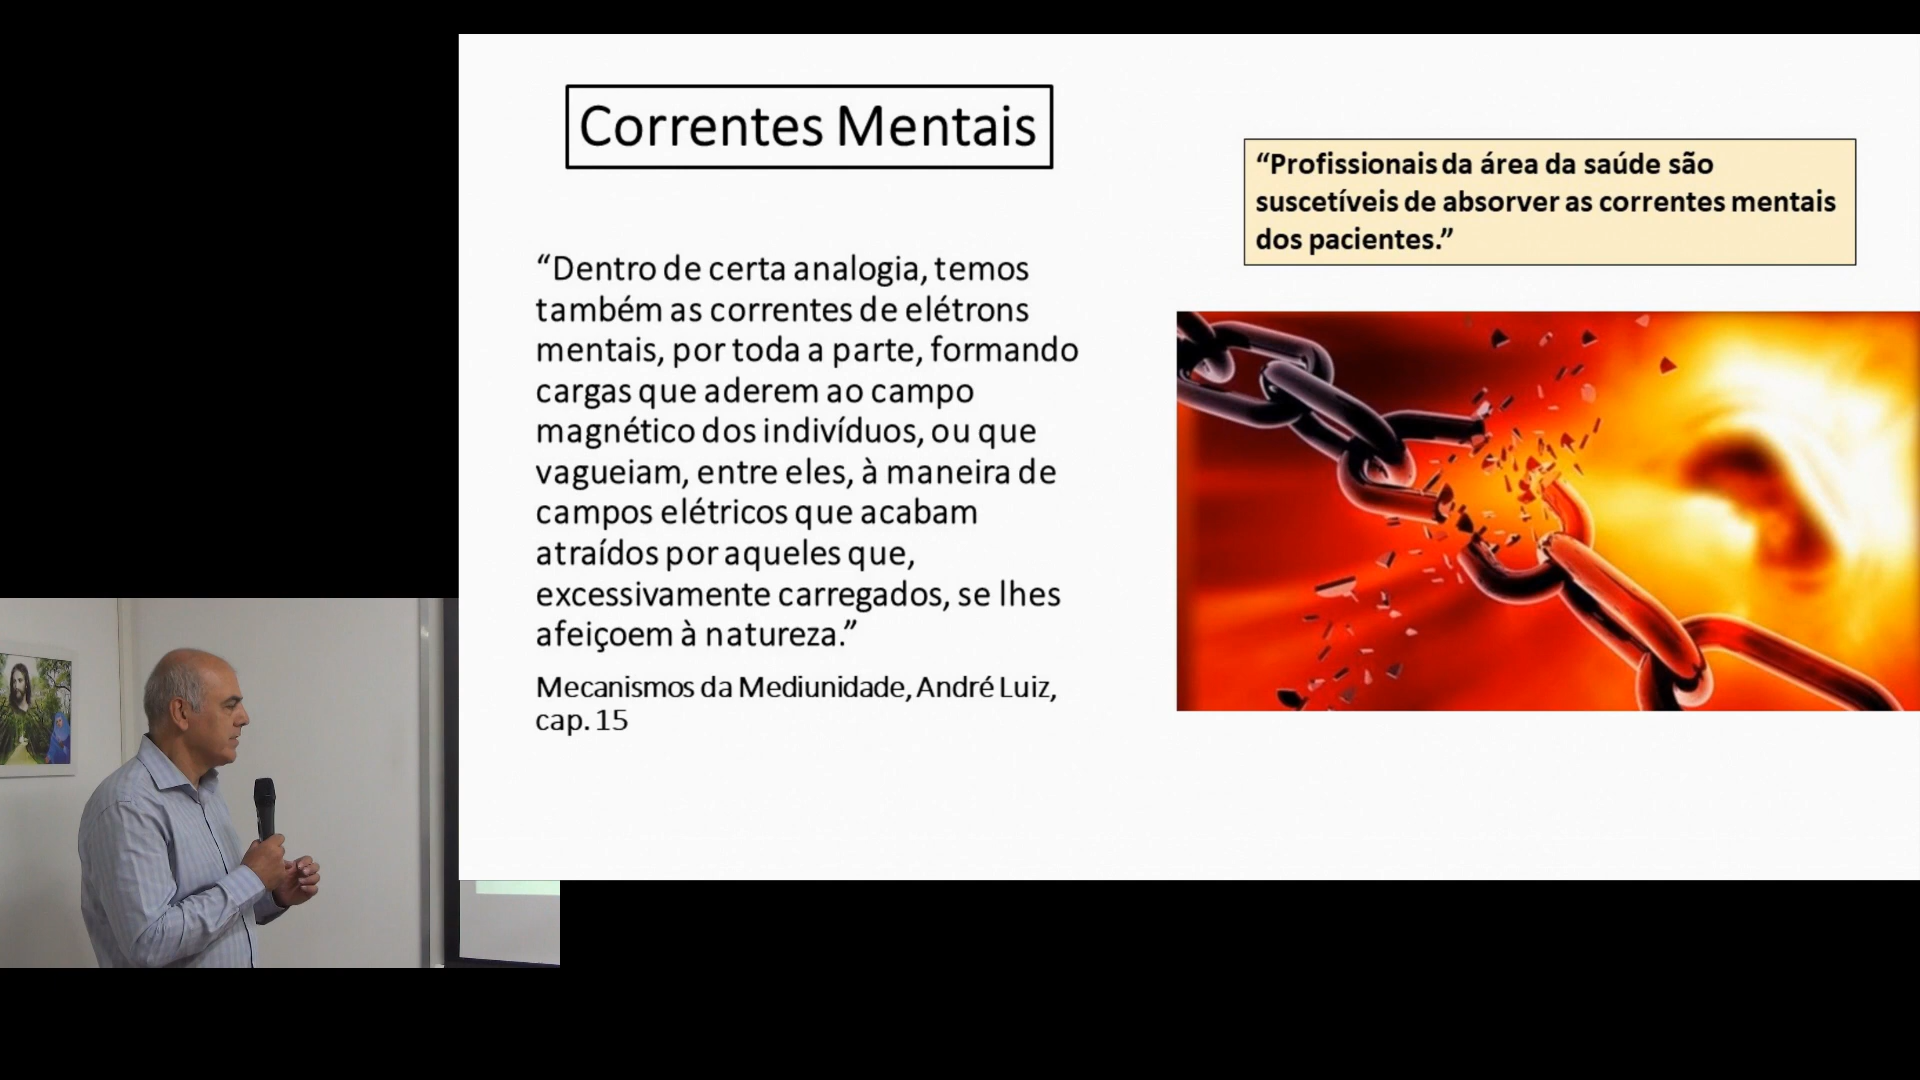 Correntes Mentais
“Profissionais da área da saúde são
suscetíveis de absorver as correntes mentais
dos pacientes.”
“Dentro de certa analogia, temos
também as correntes de elétrons
mentais, por toda a parte, formando
cargas que aderem ao campo
magnético dos indivíduos, ou que
vagueiam, entre eles, à maneira de
campos elétricos que acabam
atraídos por aqueles que,
excessivamente carregados, se lhes
afeiçoem à natureza.”
Mecanismos da Mediunidade, André Luiz,
cap. 15